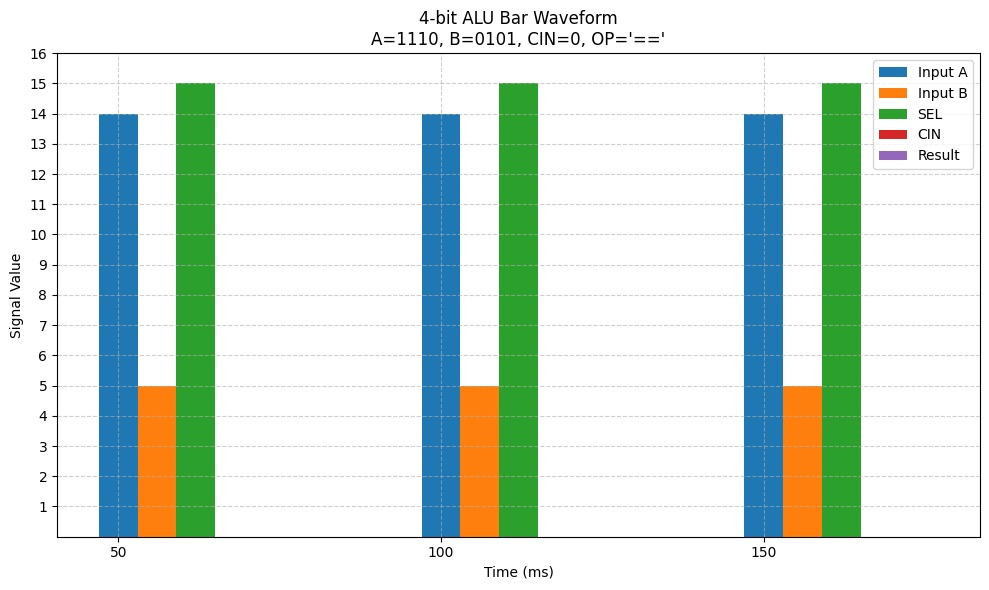 4-bit ALU Bar Waveform
A=1110, B=0101, CIN=0, OP='=='
16
15
14
13
12
11
10
9
8
7
6
5
4
3
2
1
Signal Value
Input A
Input B
SEL
CIN
Result
50
100
150
Time (ms)